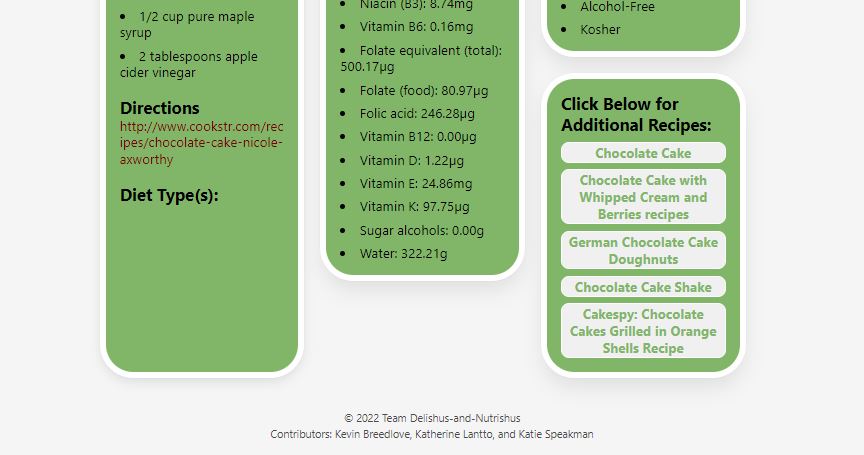 1/2 cup pure maple
syrup
2 tablespoons apple
cider vinegar
Directions
http://www.cookstr.com/rec
ipes/chocolate-cake-nicole-
axworthy
Diet Type(s):
Niacin (B3): 8.74mg
Vitamin B6: 0.16mg
Folate equivalent (total):
500.17µg
Folate (food): 80.97µg
Folic acid: 246.28µg
Vitamin B12: 0.00µg
Vitamin D: 1.22µg
Vitamin E: 24.86mg
Vitamin K: 97.75µg
Sugar alcohols: 0.00g
Water: 322.21g
Alcohol-Free
Kosher
Click Below for
Additional Recipes:
Chocolate Cake
Chocolate Cake with
Whipped Cream and
Berries recipes
German Chocolate Cake
Doughnuts
Chocolate Cake Shake
Cakespy: Chocolate
Cakes Grilled in Orange
Shells Recipe
© 2022 Team Delishus-and-Nutrishus
Contributors: Kevin Breedlove, Katherine Lantto, and Katie Speakman